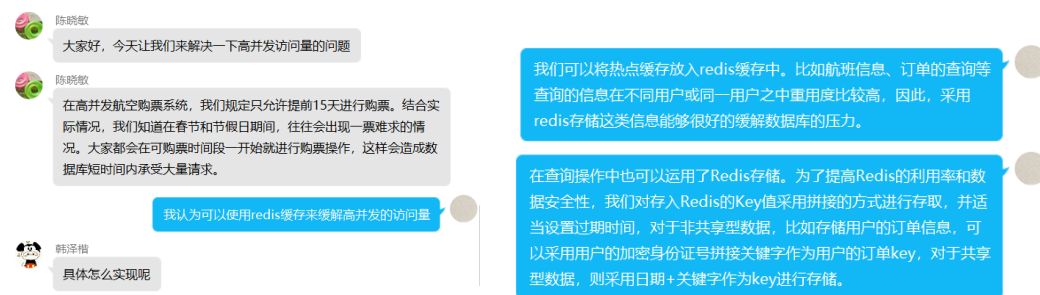 陈晓敏
大家好，今天让我们来解决一下高并发访问量的问题
陈晓敏
在高并发航空购票系统，我们规定只允许提前15天进行购票。结合实
际情况，我们知道在春节和节假日期间，往往会出现一票难求的情
况。大家都会在可购票时间段一开始就进行购票操作，这样会造成数
据库短时间内承受大量请求。
我认为可以使用redis缓存来缓解高并发的访问量
韩泽楷
具体怎么实现呢
我们可以将热点缓存放入redis缓存中。比如航班信息、订单的查询等
查询的信息在不同用户或同一用户之中重用度比较高，因此，采用
redis存储这类信息能够很好的缓解数据库的压力。
在查询操作中也可以运用了Redis存储。为了提高Redis的利用率和数
据安全性，我们对存入Redis的Key值采用拼接的方式进行存取，并适
当设置过期时间，对于非共享型数据，比如存储用户的订单信息，可
以采用用户的加密身份证号拼接关键字作为用户的订单key，对于共享
型数据，则采用日期+关键字作为key进行存储。